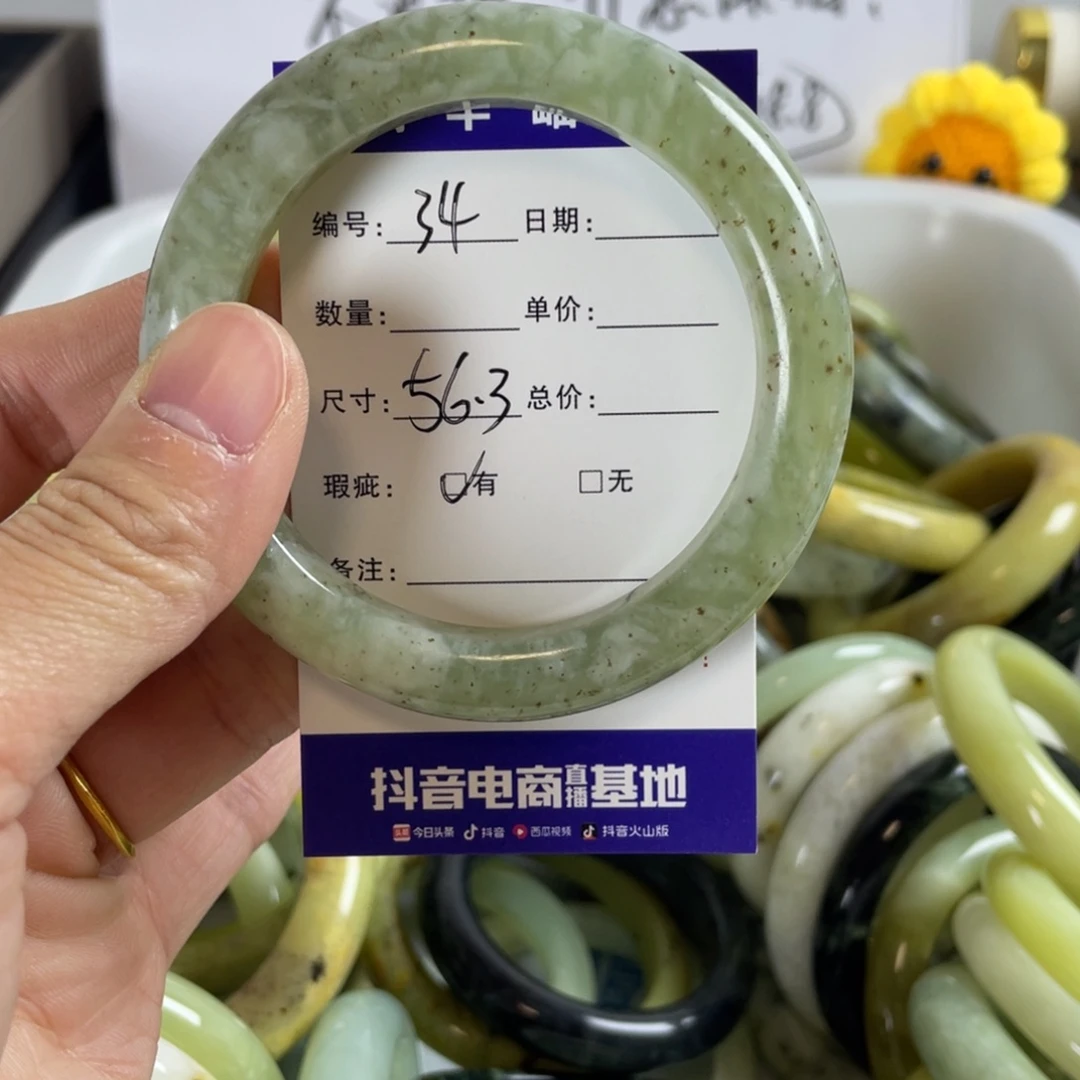 编号: 34 日期:
数量: 单价:
尺寸: 56.3 总价:
瑕疵: ☑有 □无
备注:
抖音电商直播基地
头条 今日头条 抖音 西瓜视频 抖音火山版